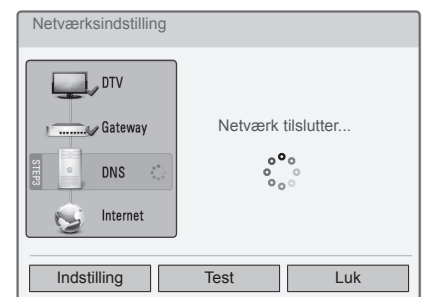 Netværksindstilling
DTV
Gateway
STEP3
DNS
Internet
Netværk tilslutter...
Indstilling
Test
Luk